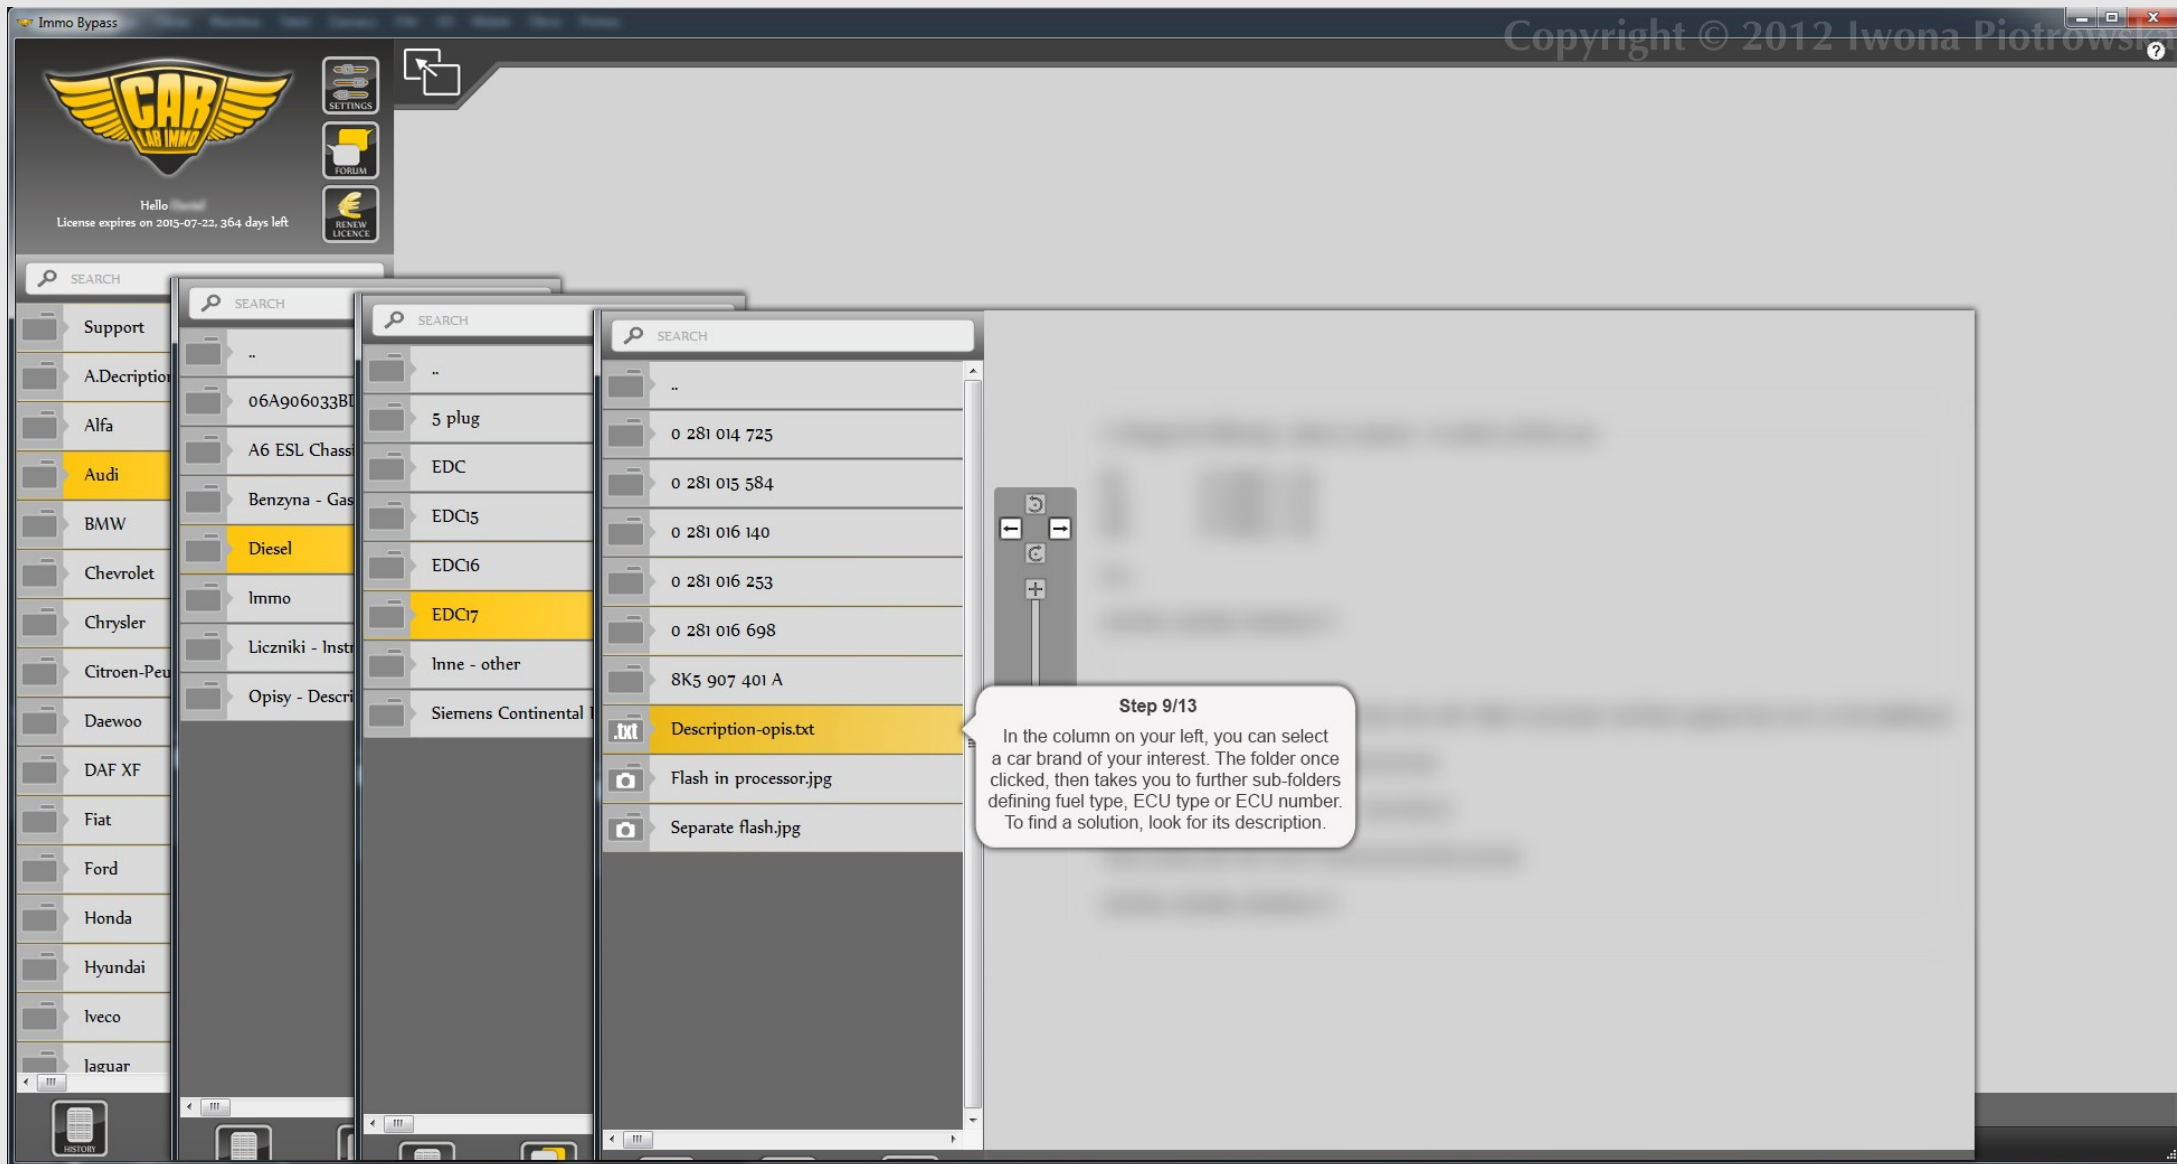 Immo Bypass
Copyright © 2012 Iwona Piotrowska
CAR
LAB IMMO
SETTINGS
FORUM
RENEW
LICENCE
Hello
License expires on 2015-07-22, 364 days left
SEARCH
Support
A.Decription
Alfa
Audi
BMW
Chevrolet
Chrysler
Citroen-Peu
Daewoo
DAF XF
Fiat
Ford
Honda
Hyundai
Iveco
Jaguar
HISTORY
SEARCH
..
06A906033BD
A6 ESL Chassi
Benzyna - Gas
Diesel
Immo
Liczniki - Instr
Opisy - Descri
SEARCH
..
5 plug
EDC
EDC15
EDC16
EDC17
Inne - other
Siemens Continental
SEARCH
..
0 281 014 725
0 281 015 584
0 281 016 140
0 281 016 253
0 281 016 698
8K5 907 401 A
.txt
Description-opis.txt
Flash in processor.jpg
Separate flash.jpg
Step 9/13
In the column on your left, you can select
a car brand of your interest. The folder once
clicked, then takes you to further sub-folders
defining fuel type, ECU type or ECU number.
To find a solution, look for its description.